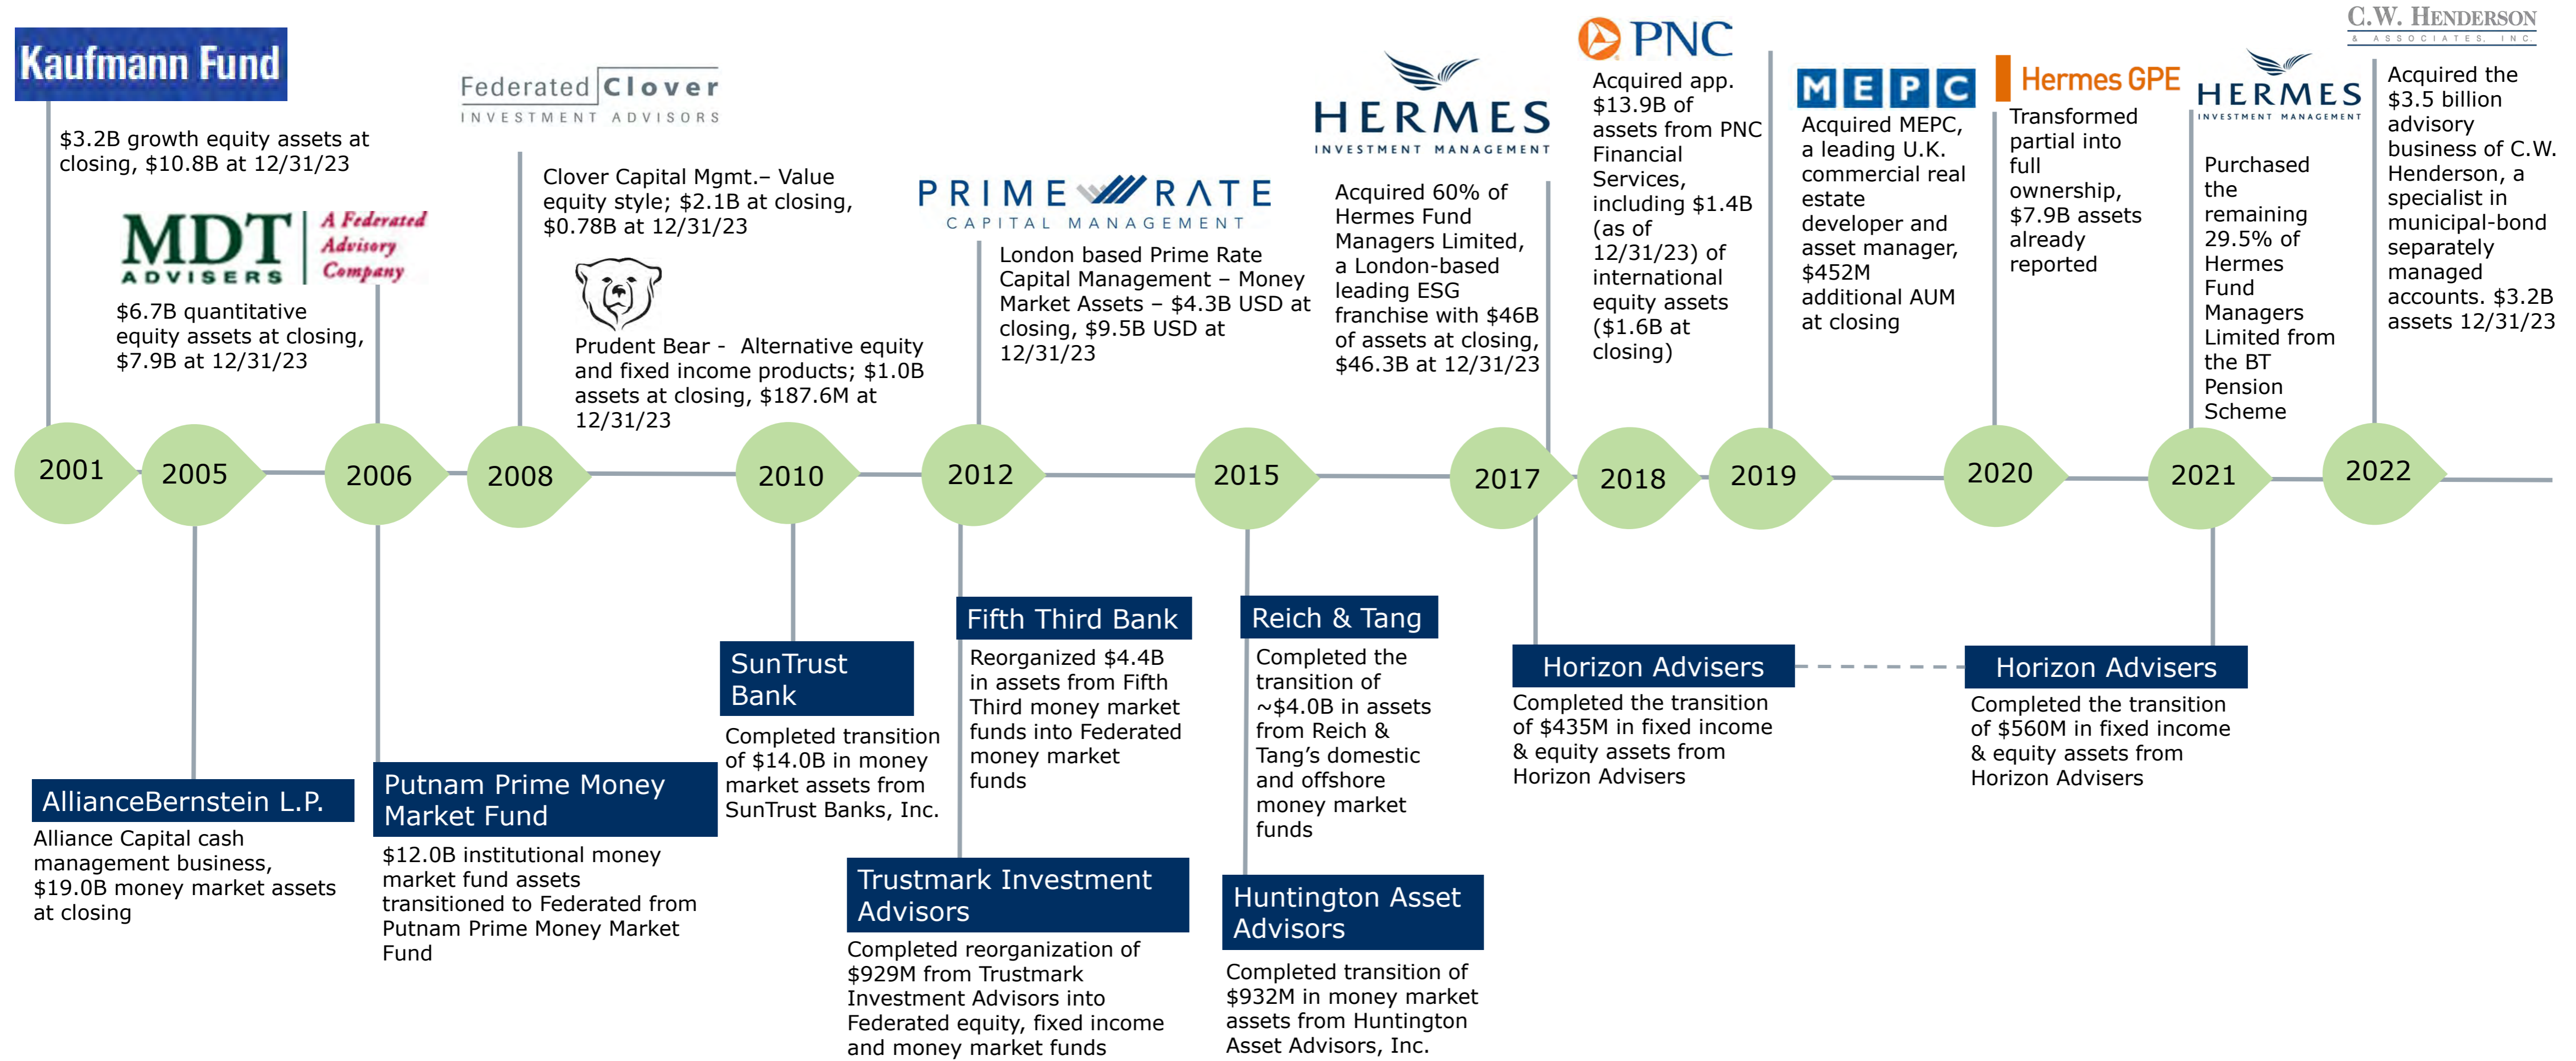 Kaufmann Fund
$3.2B growth equity assets at
closing, $10.8B at 12/31/23
MDT
ADVISERS
A Federated
Advisory
Company
$6.7B quantitative
equity assets at closing,
$7.9B at 12/31/23
Federated Clover
INVESTMENT ADVISORS
Clover Capital Mgmt.– Value
equity style; $2.1B at closing,
$0.78B at 12/31/23
Prudent Bear - Alternative equity
and fixed income products; $1.0B
assets at closing, $187.6M at
12/31/23
PRIME RATE
CAPITAL MANAGEMENT
London based Prime Rate
Capital Management – Money
Market Assets – $4.3B USD at
closing, $9.5B USD at
12/31/23
HERMES
INVESTMENT MANAGEMENT
Acquired 60% of
Hermes Fund
Managers Limited,
a London-based
leading ESG
franchise with $46B
of assets at closing,
$46.3B at 12/31/23
PNC
Acquired app.
$13.9B of
assets from PNC
Financial
Services,
including $1.4B
(as of
12/31/23) of
international
equity assets
($1.6B at
closing)
MEPC
Acquired MEPC,
a leading U.K.
commercial real
estate
developer and
asset manager,
$452M
additional AUM
at closing
Hermes GPE
Transformed
partial into
full
ownership,
$7.9B assets
already
reported
HERMES
INVESTMENT MANAGEMENT
Purchased
the
remaining
29.5% of
Hermes
Fund
Managers
Limited from
the BT
Pension
Scheme
C.W. HENDERSON
& ASSOCIATES, INC.
Acquired the
$3.5 billion
advisory
business of C.W.
Henderson, a
specialist in
municipal-bond
separately
managed
accounts. $3.2B
assets 12/31/23
2001
2005
2006
2008
2010
2012
2015
2017
2018
2019
2020
2021
2022
AllianceBernstein L.P.
Alliance Capital cash
management business,
$19.0B money market assets
at closing
Putnam Prime Money
Market Fund
$12.0B institutional money
market fund assets
transitioned to Federated from
Putnam Prime Money Market
Fund
SunTrust
Bank
Completed transition
of $14.0B in money
market assets from
SunTrust Banks, Inc.
Fifth Third Bank
Reorganized $4.4B
in assets from Fifth
Third money market
funds into Federated
money market
funds
Trustmark Investment
Advisors
Completed reorganization of
$929M from Trustmark
Investment Advisors into
Federated equity, fixed income
and money market funds
Reich & Tang
Completed the
transition of
~$4.0B in assets
from Reich &
Tang’s domestic
and offshore
money market
funds
Huntington Asset
Advisors
Completed transition of
$932M in money market
assets from Huntington
Asset Advisors, Inc.
Horizon Advisers
Completed the transition
of $435M in fixed income
& equity assets from
Horizon Advisers
Horizon Advisers
Completed the transition
of $560M in fixed income
& equity assets from
Horizon Advisers